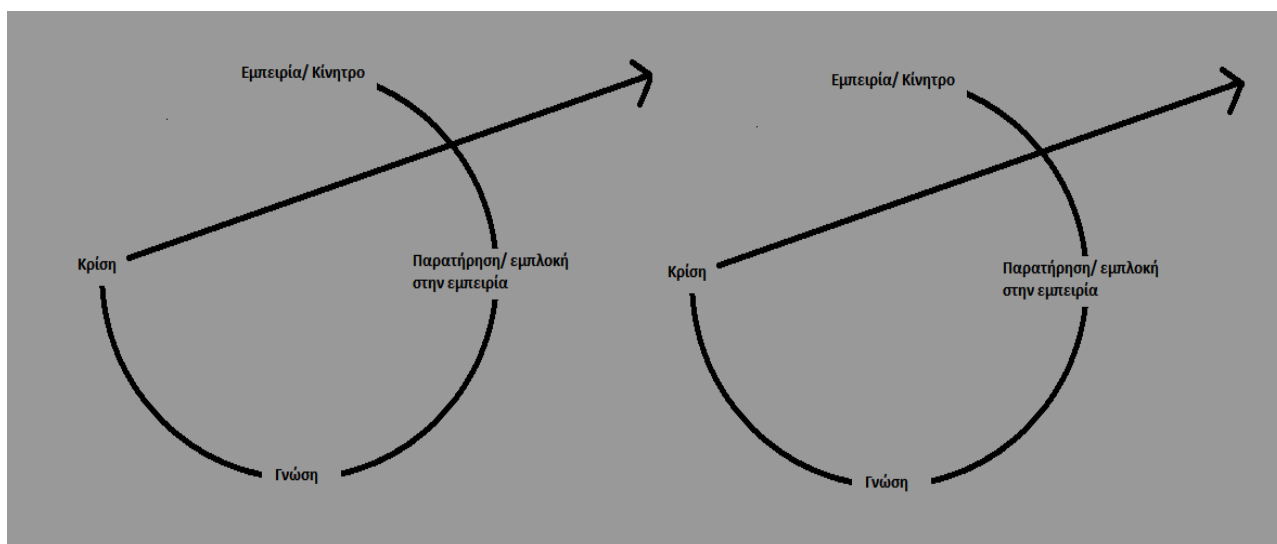 Εμπειρία/ Κίνητρο
Κρίση
Παρατήρηση/ εμπλοκή
στην εμπειρία
Γνώση
Εμπειρία/ Κίνητρο
Κρίση
Παρατήρηση/ εμπλοκή
στην εμπειρία
Γνώση